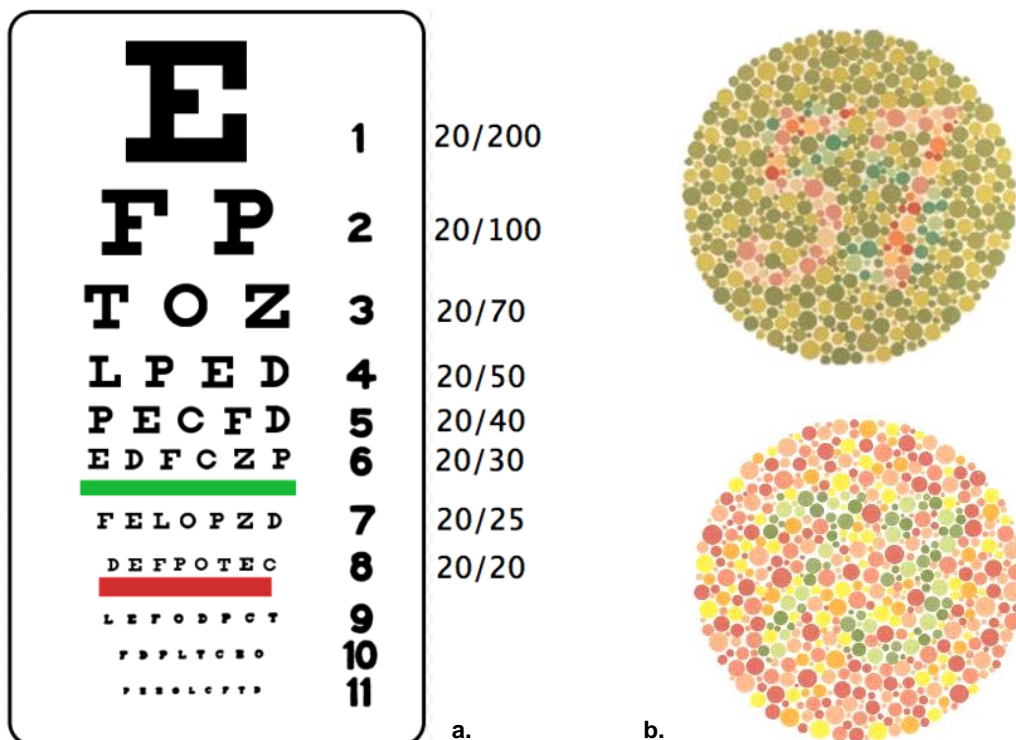 E 1 20/200
F P 2 20/100
T O Z 3 20/70
L P E D 4 20/50
P E C F D 5 20/40
E D F C Z P 6 20/30
F E L O P Z D 7 20/25
D E F P O T E C 8 20/20
L E F O D P C T 9
F D P L T C E O 10
11
a.
57
b.